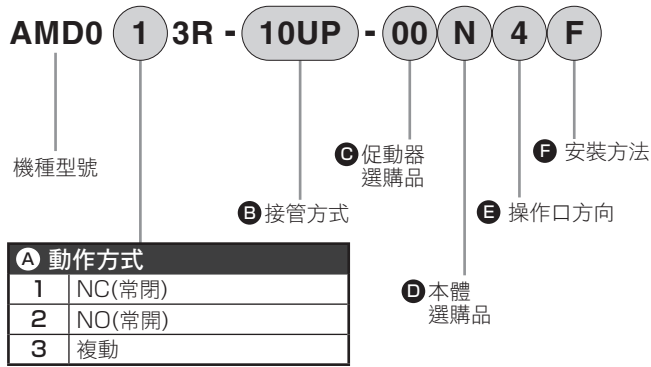 AMD0 1 3R - 10UP - 00 N 4 F
機種型號
C 促動器
選購品
F 安裝方法
B 接管方式
E 操作口方向
A 動作方式
1 NC(常閉)
2 NO(常開)
3 複動
D 本體
選購品